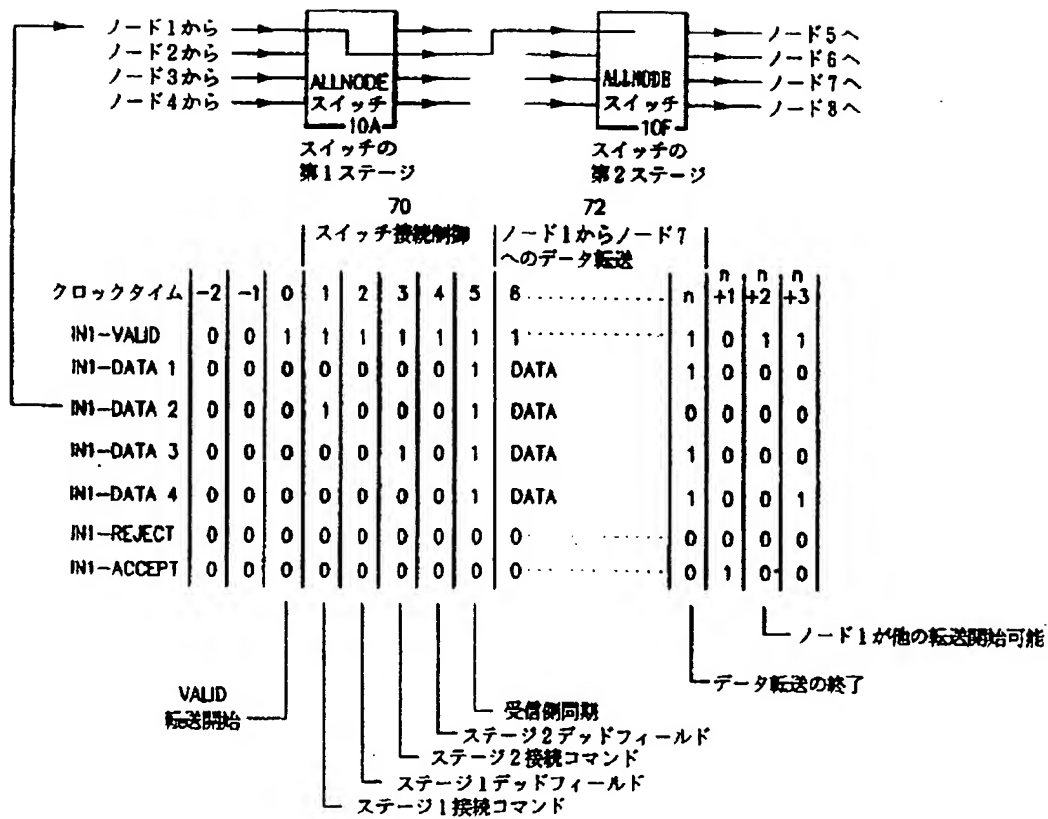 ノード1から
ノード2から
ノード3から
ノード4から
ALLNODE
スイッチ
10A
スイッチの
第1ステージ
ALLNODE
スイッチ
10F
スイッチの
第2ステージ
ノード5へ
ノード6へ
ノード7へ
ノード8へ
70
スイッチ接続制御
72
ノード1からノード7
へのデータ転送
クロックタイム -2 -1 0 1 2 3 4 5 6............. n n+1 n+2 n+3
IN1-VALID 0 0 1 1 1 1 1 1 1............. 1 0 1 1
IN1-DATA 1 0 0 0 0 0 0 0 1 DATA 1 0 0 0
IN1-DATA 2 0 0 0 1 0 0 0 1 DATA 0 0 0 0
IN1-DATA 3 0 0 0 0 0 1 0 1 DATA 1 0 0 0
IN1-DATA 4 0 0 0 0 0 0 0 1 DATA 1 0 0 1
IN1-REJECT 0 0 0 0 0 0 0 0 0............. 0 0 0 0
IN1-ACCEPT 0 0 0 0 0 0 0 0 0............. 0 1 0 0
ノード1が他の転送開始可能
データ転送の終了
VALID
転送開始
受信側同期
ステージ2デッドフィールド
ステージ2接続コマンド
ステージ1デッドフィールド
ステージ1接続コマンド